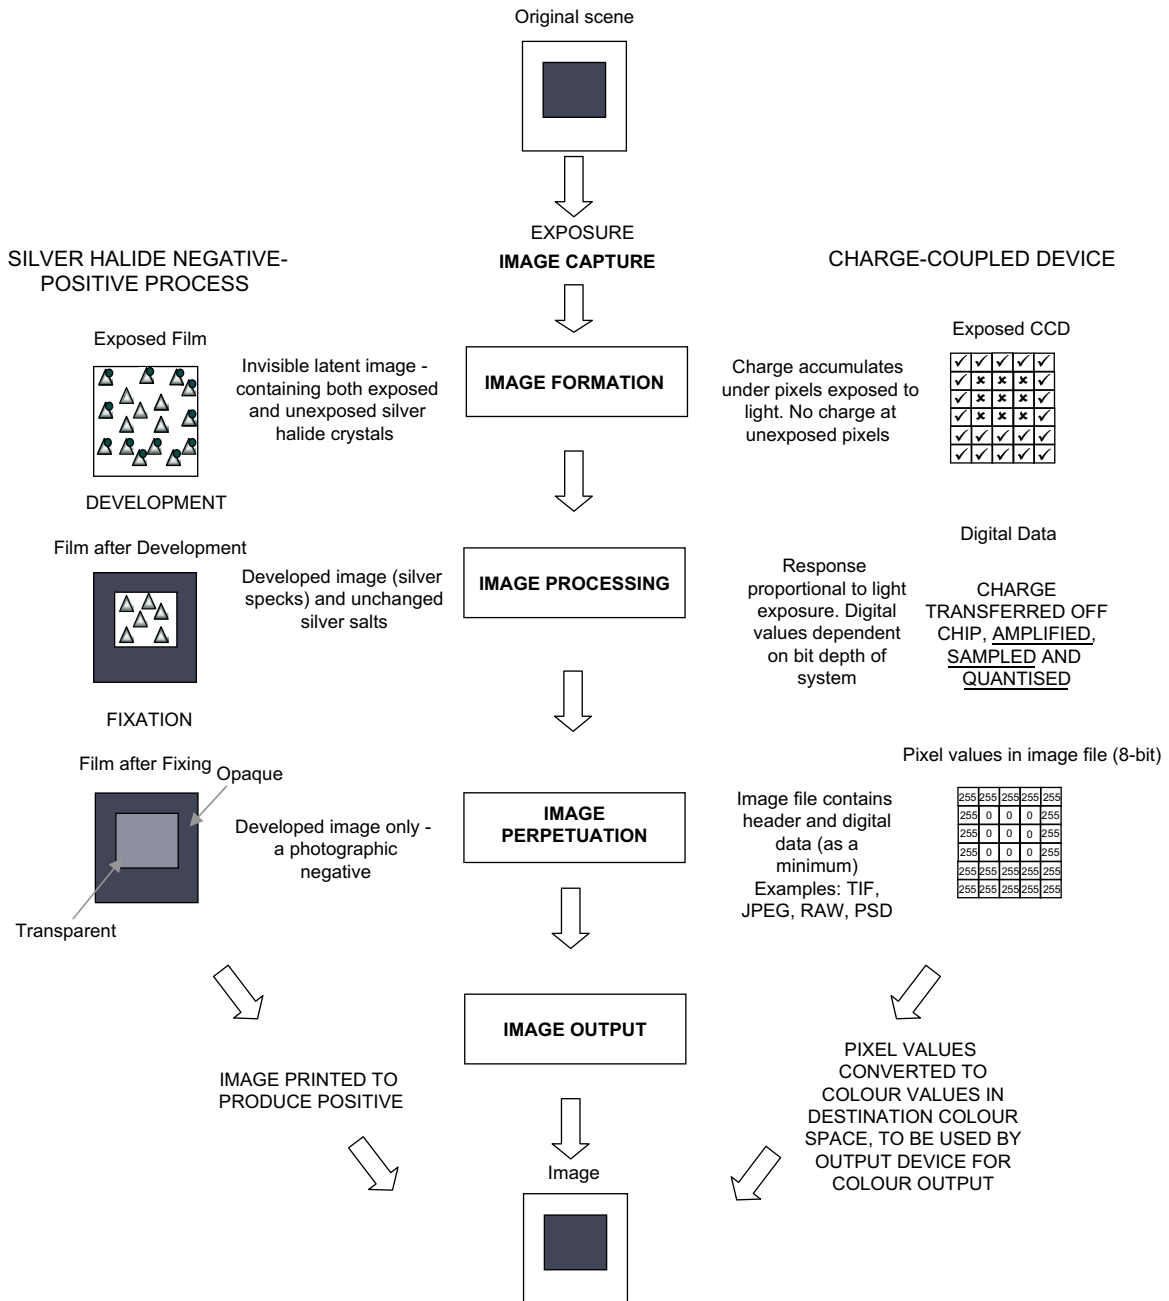 Original scene
EXPOSURE
IMAGE CAPTURE
SILVER HALIDE NEGATIVE-
POSITIVE PROCESS
CHARGE-COUPLED DEVICE
Exposed Film
Invisible latent image -
containing both exposed
and unexposed silver
halide crystals
IMAGE FORMATION
Charge accumulates
under pixels exposed to
light. No charge at
unexposed pixels
Exposed CCD
DEVELOPMENT
Film after Development
Developed image (silver
specks) and unchanged
silver salts
IMAGE PROCESSING
Response
proportional to light
exposure. Digital
values dependent
on bit depth of
system
Digital Data
CHARGE
TRANSFERRED OFF
CHIP, AMPLIFIED,
SAMPLED AND
QUANTISED
FIXATION
Film after Fixing
Opaque
Transparent
Developed image only -
a photographic
negative
IMAGE
PERPETUATION
Image file contains
header and digital
data (as a
minimum)
Examples: TIF,
JPEG, RAW, PSD
Pixel values in image file (8-bit)
255 255 255 255 255
255 0 0 0 255
255 0 0 0 255
255 0 0 0 255
255 255 255 255 255
255 255 255 255 255
IMAGE OUTPUT
IMAGE PRINTED TO
PRODUCE POSITIVE
PIXEL VALUES
CONVERTED TO
COLOUR VALUES IN
DESTINATION COLOUR
SPACE, TO BE USED BY
OUTPUT DEVICE FOR
COLOUR OUTPUT
Image